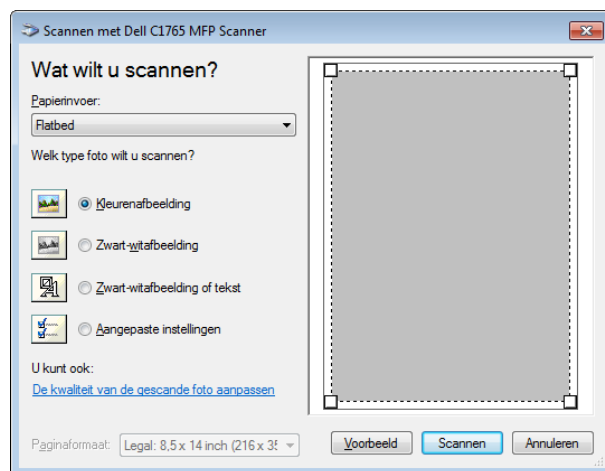 Scannen met Dell C1765 MFP Scanner
Wat wilt u scannen?
Papierinvoer:
Flatbed
Welk type foto wilt u scannen?
Kleurenafbeelding
Zwart-witafbeelding
Zwart-witafbeelding of tekst
Aangepaste instellingen
U kunt ook:
De kwaliteit van de gescande foto aanpassen
Paginaformaat: Legal: 8,5 x 14 inch (216 x 35
Voorbeeld Scannen Annuleren